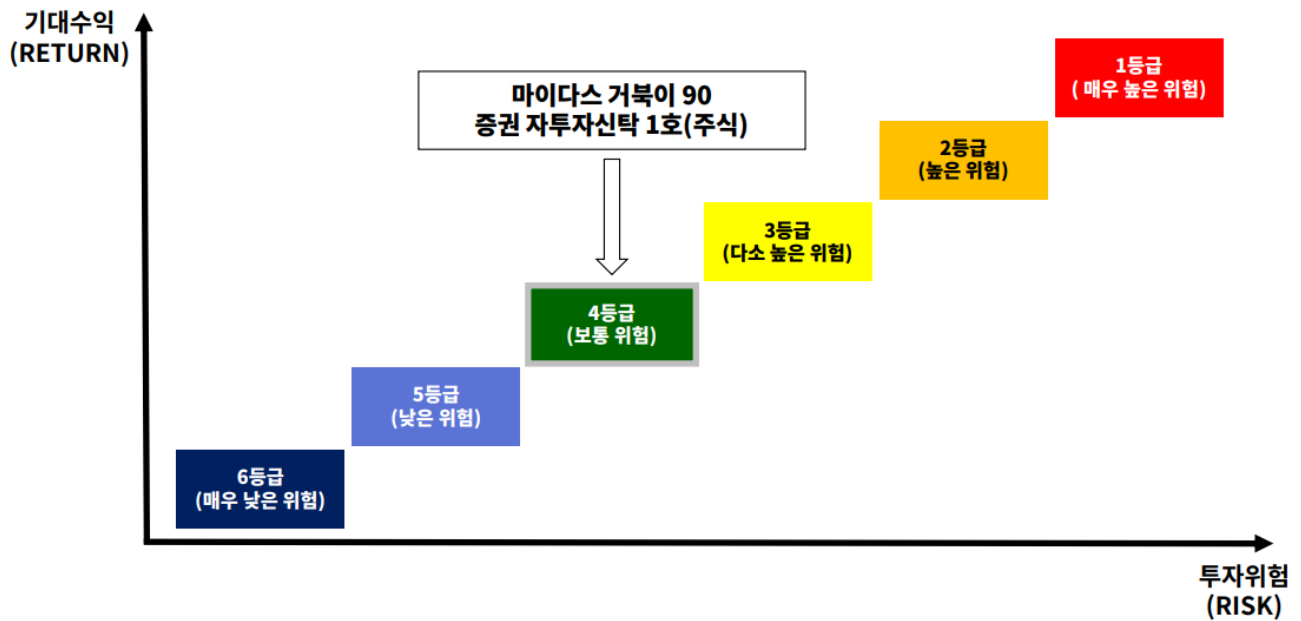 기대수익
(RETURN)
1등급
( 매우 높은 위험)
마이다스 거북이 90
증권 자투자신탁 1호(주식)
2등급
(높은 위험)
3등급
(다소 높은 위험)
4등급
(보통 위험)
5등급
(낮은 위험)
6등급
(매우 낮은 위험)
투자위험
(RISK)